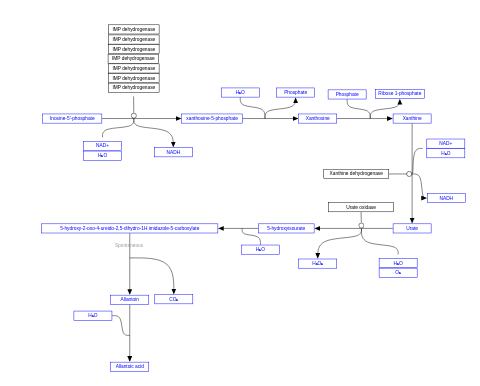 IMP dehydrogenase
IMP dehydrogenase
IMP dehydrogenase
IMP dehydrogenase
IMP dehydrogenase
IMP dehydrogenase
IMP dehydrogenase
H₂O
Phosphate
Phosphate
Ribose 1-phosphate
Inosine-5'-phosphate
xanthosine-5-phosphate
Xanthosine
Xanthine
NAD+
H₂O
NADH
NAD+
H₂O
Xanthine dehydrogenase
NADH
Urate oxidase
5-hydroxy-2-oxo-4-ureido-2,5-dihydro-1H imidazole-5-carboxylate
5-hydroxyisourate
Urate
Spontaneous
H₂O
H₂O₂
H₂O
O₂
Allantoin
CO₂
H₂O
Allantoic acid